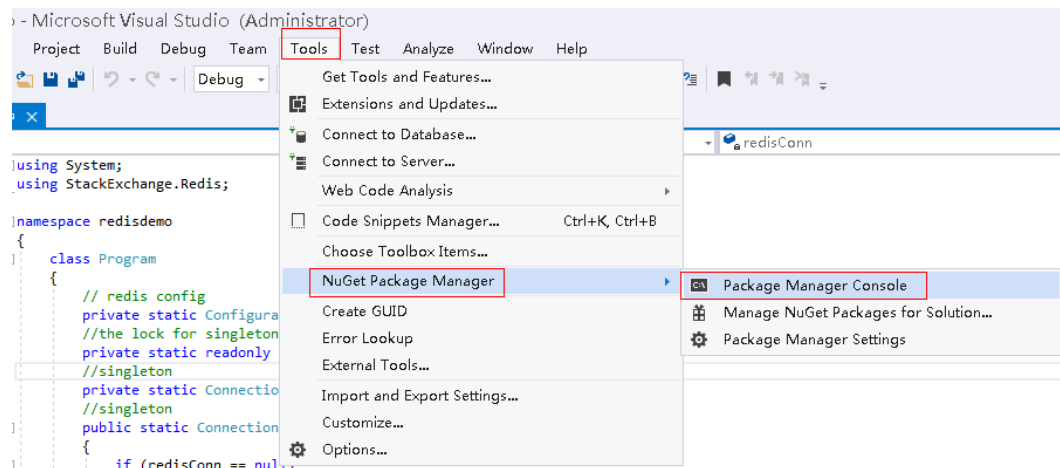 - Microsoft Visual Studio (Administrator)
Project Build Debug Team Tools Test Analyze Window Help
Debug
Get Tools and Features...
Extensions and Updates...
Connect to Database...
Connect to Server...
Web Code Analysis
Code Snippets Manager... Ctrl+K, Ctrl+B
Choose Toolbox Items...
NuGet Package Manager
Create GUID
Error Lookup
External Tools...
Import and Export Settings...
Customize...
Options...
Package Manager Console
Manage NuGet Packages for Solution...
Package Manager Settings
redisConn
using System;
using StackExchange.Redis;
namespace redisdemo
{
class Program
{
// redis config
private static Configura
//the lock for singleton
private static readonly
//singleton
private static Connectio
//singleton
public static Connection
{
if (redisConn == nul